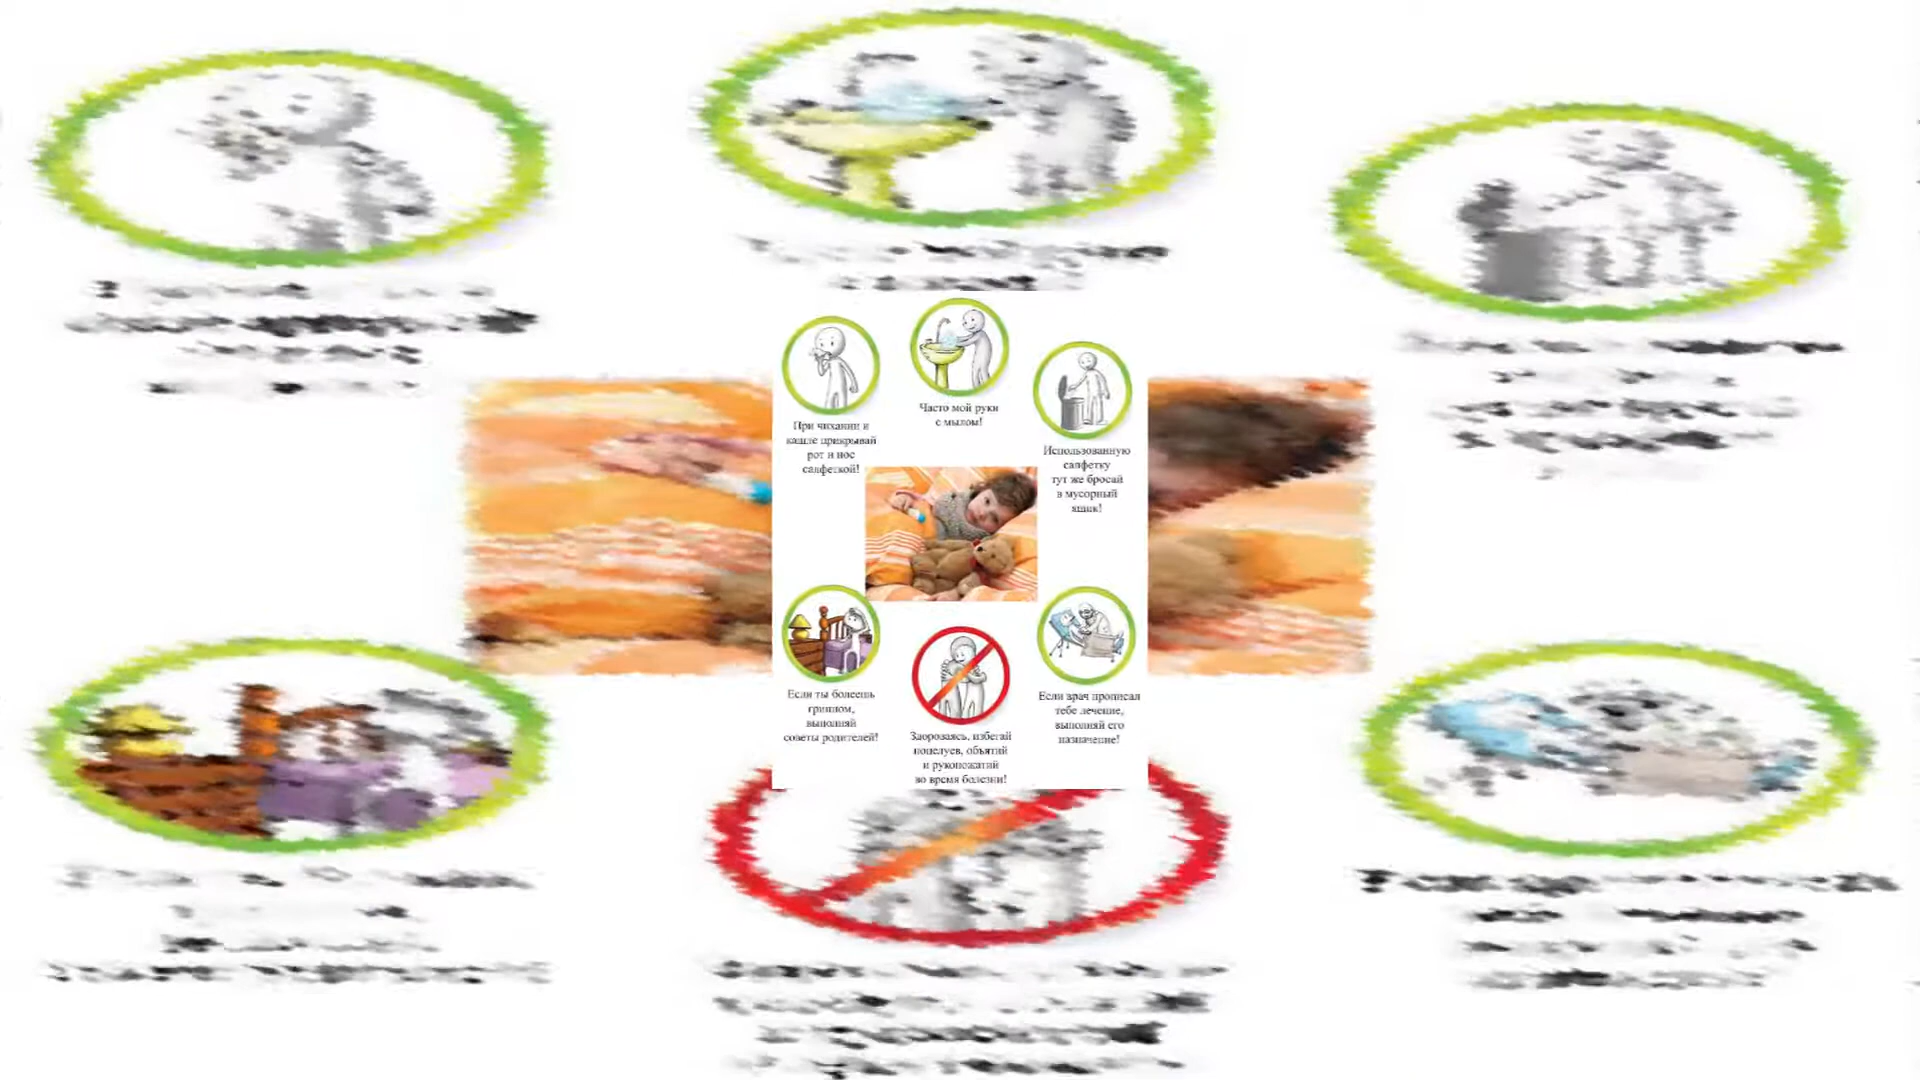 Часто мой руки
с мылом!
При чихании и
кашле прикрывай
рот и нос
салфеткой!
Использованную
салфетку
тут же бросай
в мусорный
ящик!
Если ты болеешь
гриппом,
выполняй
советы родителей!
Здороваясь, избегай
поцелуев, объятий
и рукопожатий
во время болезни!
Если врач прописал
тебе лечение,
выполняй его
назначение!